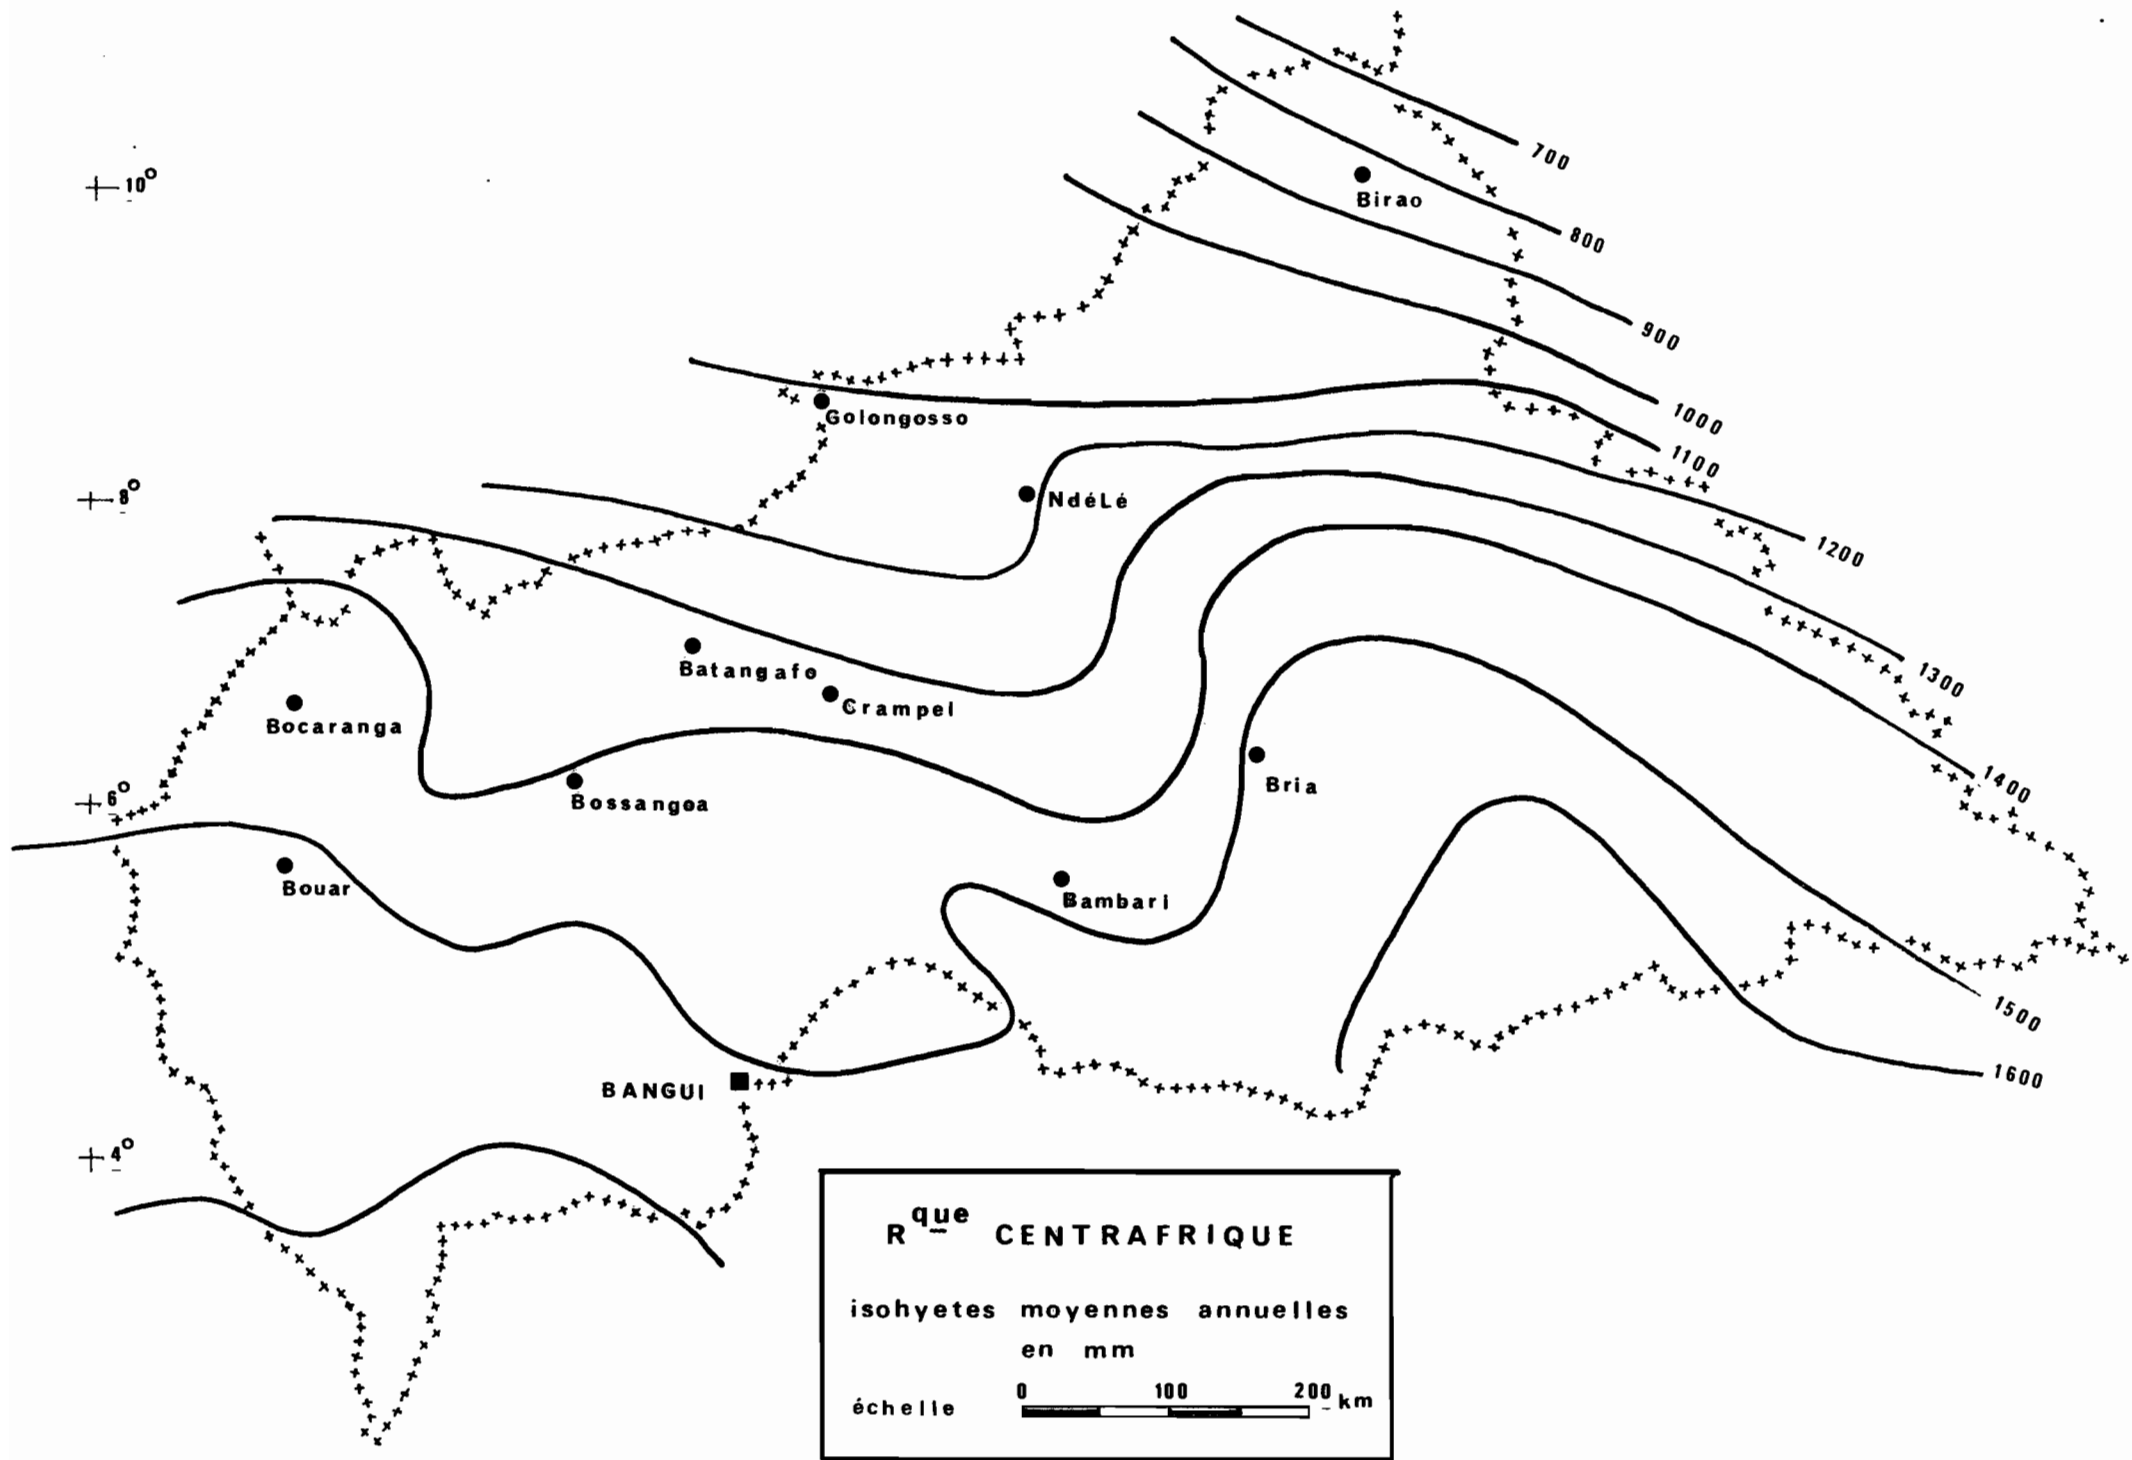 10°
8°
6°
4°
700
800
900
1000
1100
1200
1300
1400
1500
1600
Birao
Golongosso
NdéLé
Batangafo
Crampel
Bocaranga
Bossangoa
Bria
Bouar
Bambari
BANGUI
Rque CENTRAFRIQUE
isohyetes moyennes annuelles
en mm
0 100 200 km
échelle